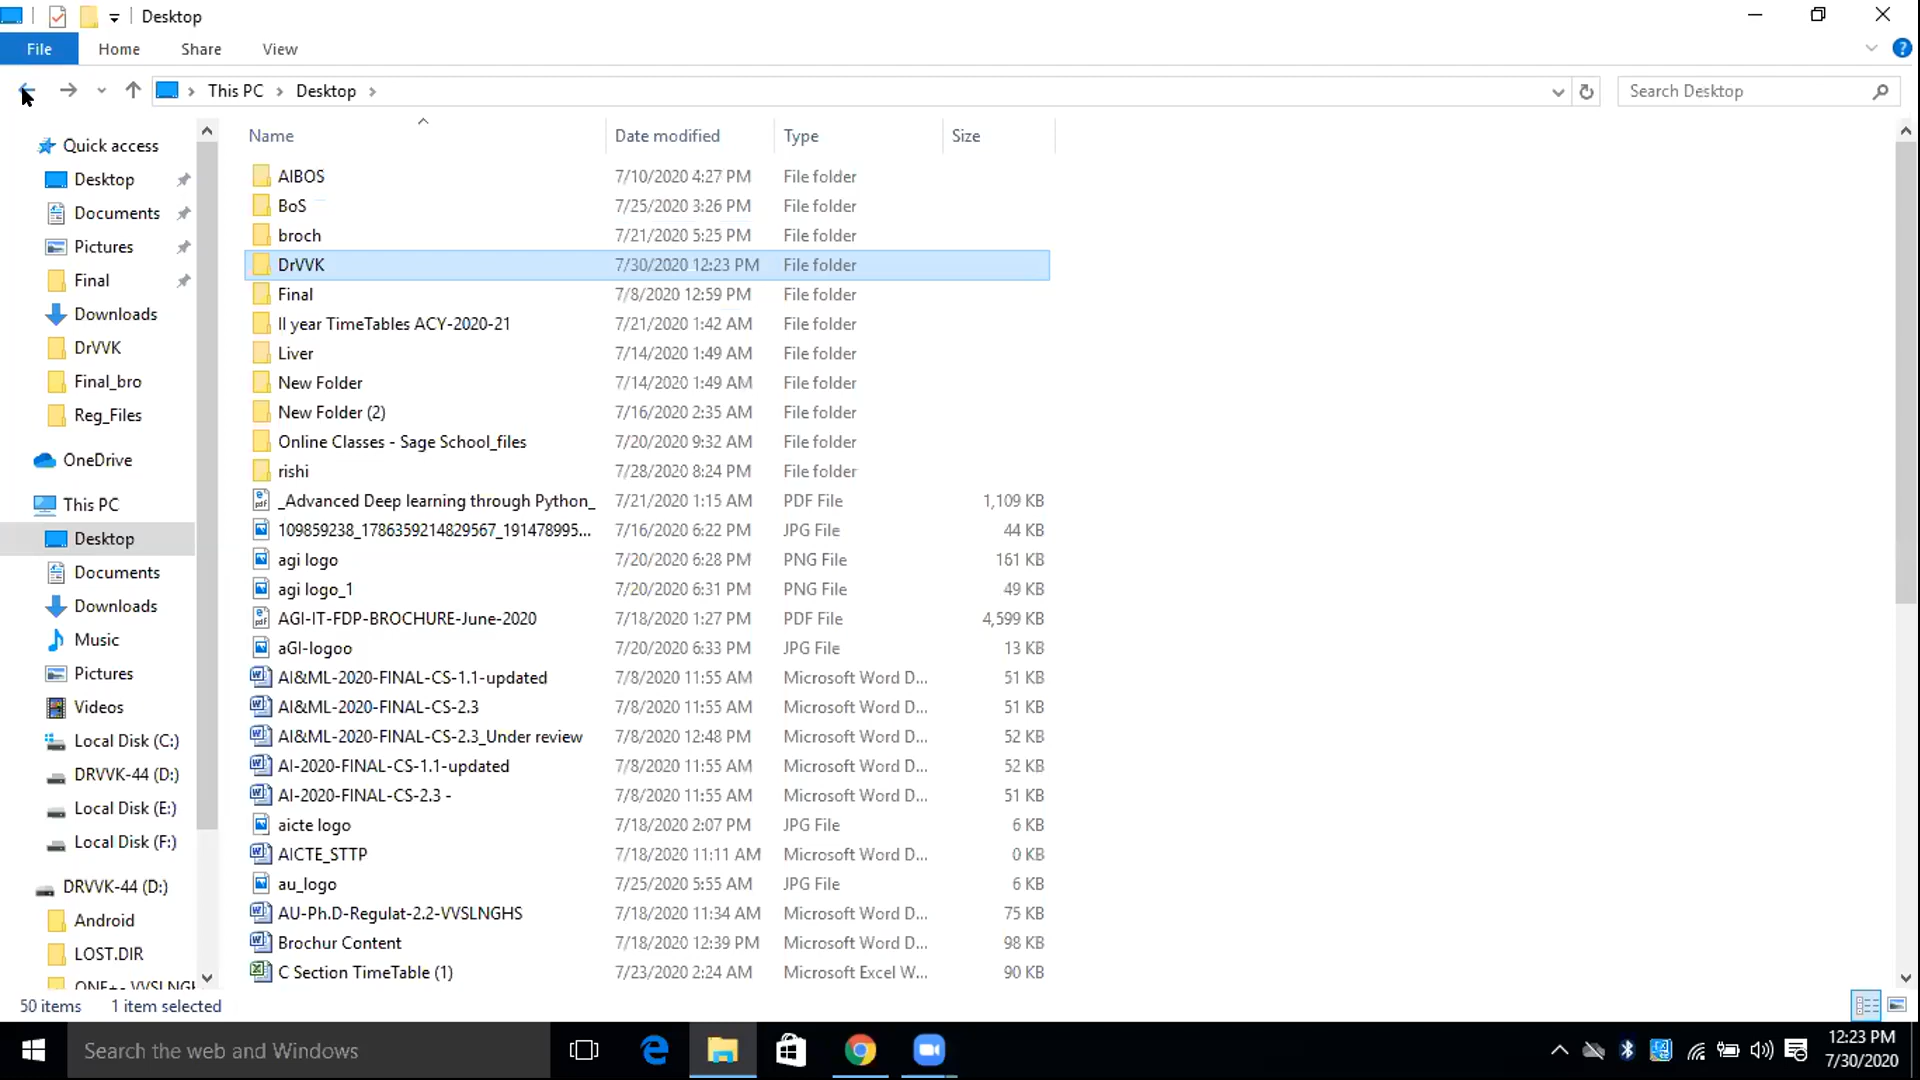 Desktop
File Home Share View
This PC Desktop Search Desktop
Name Date modified Type Size
Quick access
Desktop
Documents
Pictures
Final
Downloads
DrVVK
Final_bro
Reg_Files
OneDrive
This PC
Desktop
Documents
Downloads
Music
Pictures
Videos
Local Disk (C:)
DRVVK-44 (D:)
Local Disk (E:)
Local Disk (F:)
DRVVK-44 (D:)
Android
LOST.DIR
AIBOS 7/10/2020 4:27 PM File folder
BoS 7/25/2020 3:26 PM File folder
broch 7/21/2020 5:25 PM File folder
DrVVK 7/30/2020 12:23 PM File folder
Final 7/8/2020 12:59 PM File folder
II year TimeTables ACY-2020-21 7/21/2020 1:42 AM File folder
Liver 7/14/2020 1:49 AM File folder
New Folder 7/14/2020 1:49 AM File folder
New Folder (2) 7/16/2020 2:35 AM File folder
Online Classes - Sage School_files 7/20/2020 9:32 AM File folder
rishi 7/28/2020 8:24 PM File folder
_Advanced Deep learning through Python_ 7/21/2020 1:15 AM PDF File 1,109 KB
109859238_1786359214829567_191478995... 7/16/2020 6:22 PM JPG File 44 KB
agi logo 7/20/2020 6:28 PM PNG File 161 KB
agi logo_1 7/20/2020 6:31 PM PNG File 49 KB
AGI-IT-FDP-BROCHURE-June-2020 7/18/2020 1:27 PM PDF File 4,599 KB
aGI-logoo 7/20/2020 6:33 PM JPG File 13 KB
AI&ML-2020-FINAL-CS-1.1-updated 7/8/2020 11:55 AM Microsoft Word D... 51 KB
AI&ML-2020-FINAL-CS-2.3 7/8/2020 11:55 AM Microsoft Word D... 51 KB
AI&ML-2020-FINAL-CS-2.3_Under review 7/8/2020 12:48 PM Microsoft Word D... 52 KB
AI-2020-FINAL-CS-1.1-updated 7/8/2020 11:55 AM Microsoft Word D... 52 KB
AI-2020-FINAL-CS-2.3 - 7/8/2020 11:55 AM Microsoft Word D... 51 KB
aicte logo 7/18/2020 2:07 PM JPG File 6 KB
AICTE_STTP 7/18/2020 11:11 AM Microsoft Word D... 0 KB
au_logo 7/25/2020 5:55 AM JPG File 6 KB
AU-Ph.D-Regulat-2.2-VVSLNGHS 7/18/2020 11:34 AM Microsoft Word D... 75 KB
Brochur Content 7/18/2020 12:39 PM Microsoft Word D... 98 KB
C Section TimeTable (1) 7/23/2020 2:24 AM Microsoft Excel W... 90 KB
50 items 1 item selected
Search the web and Windows
12:23 PM
7/30/2020